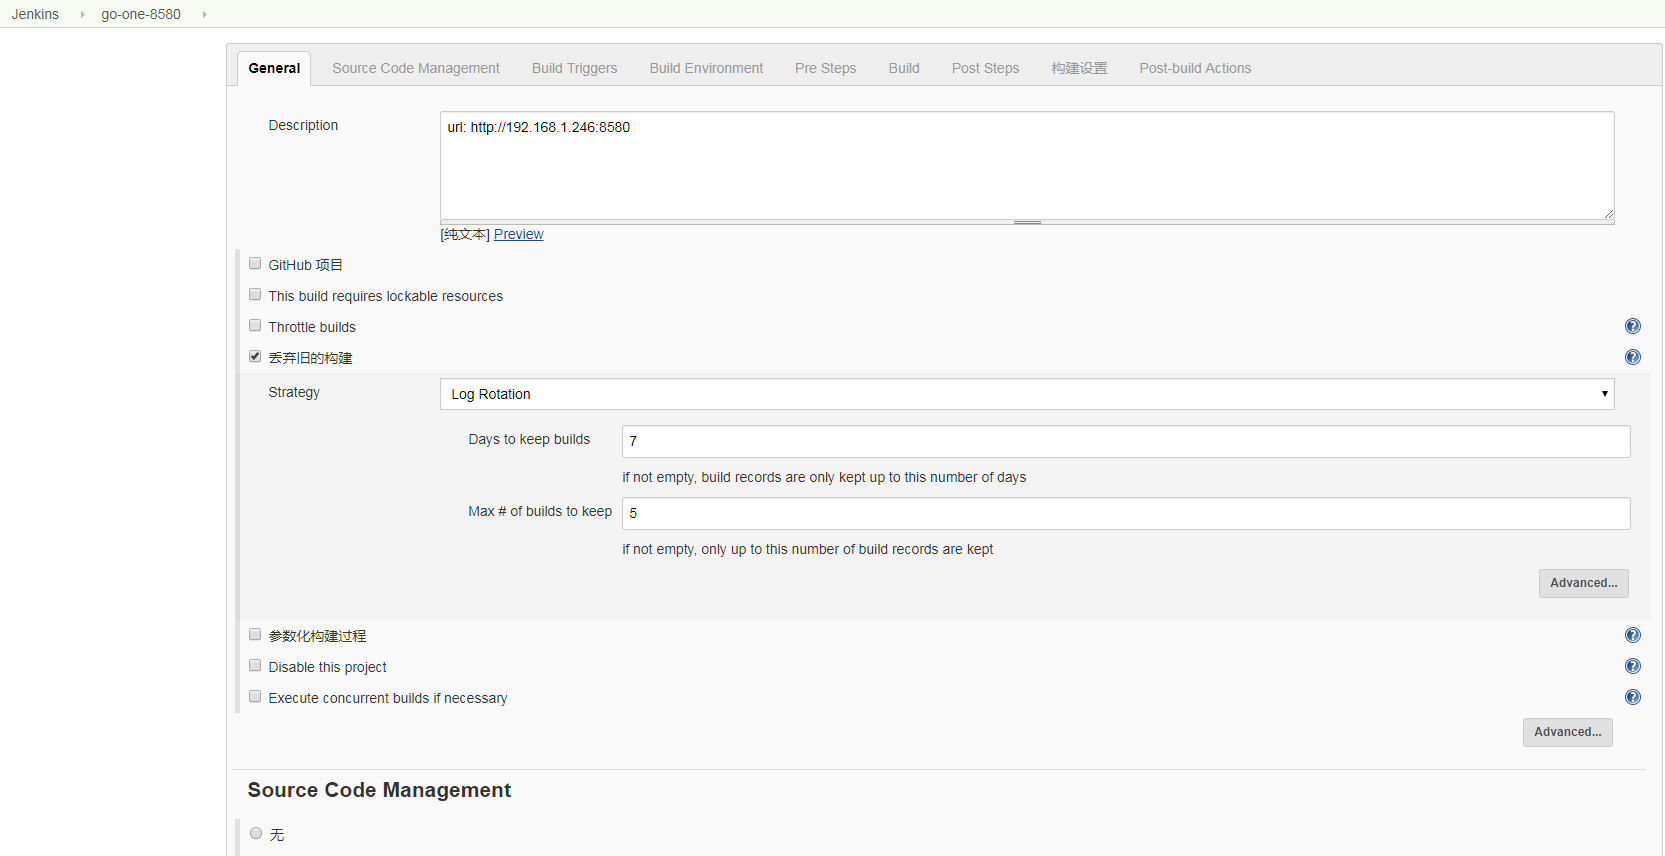 Jenkins go-one-8580
General Source Code Management Build Triggers Build Environment Pre Steps Build Post Steps 构建设置 Post-build Actions
Description
url: http://192.168.1.246:8580
[纯文本] Preview
GitHub 项目
This build requires lockable resources
Throttle builds
丢弃旧的构建
Strategy Log Rotation
Days to keep builds 7
if not empty, build records are only kept up to this number of days
Max # of builds to keep 5
if not empty, only up to this number of build records are kept
Advanced...
参数化构建过程
Disable this project
Execute concurrent builds if necessary
Advanced...
Source Code Management
无